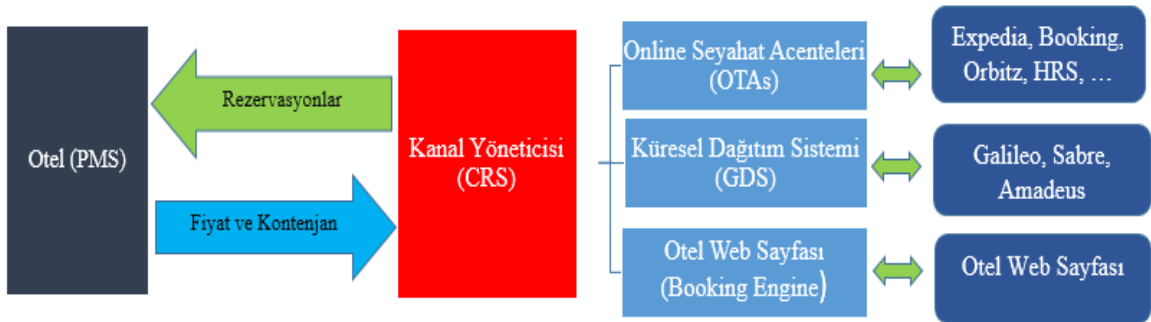 Otel (PMS)
Rezervasyonlar
Fiyat ve Kontenjan
Kanal Yöneticisi
(CRS)
Online Seyahat Acenteleri
(OTAs)
Expedia, Booking,
Orbitz, HRS, …
Küresel Dağıtım Sistemi
(GDS)
Galileo, Sabre,
Amadeus
Otel Web Sayfası
(Booking Engine)
Otel Web Sayfası